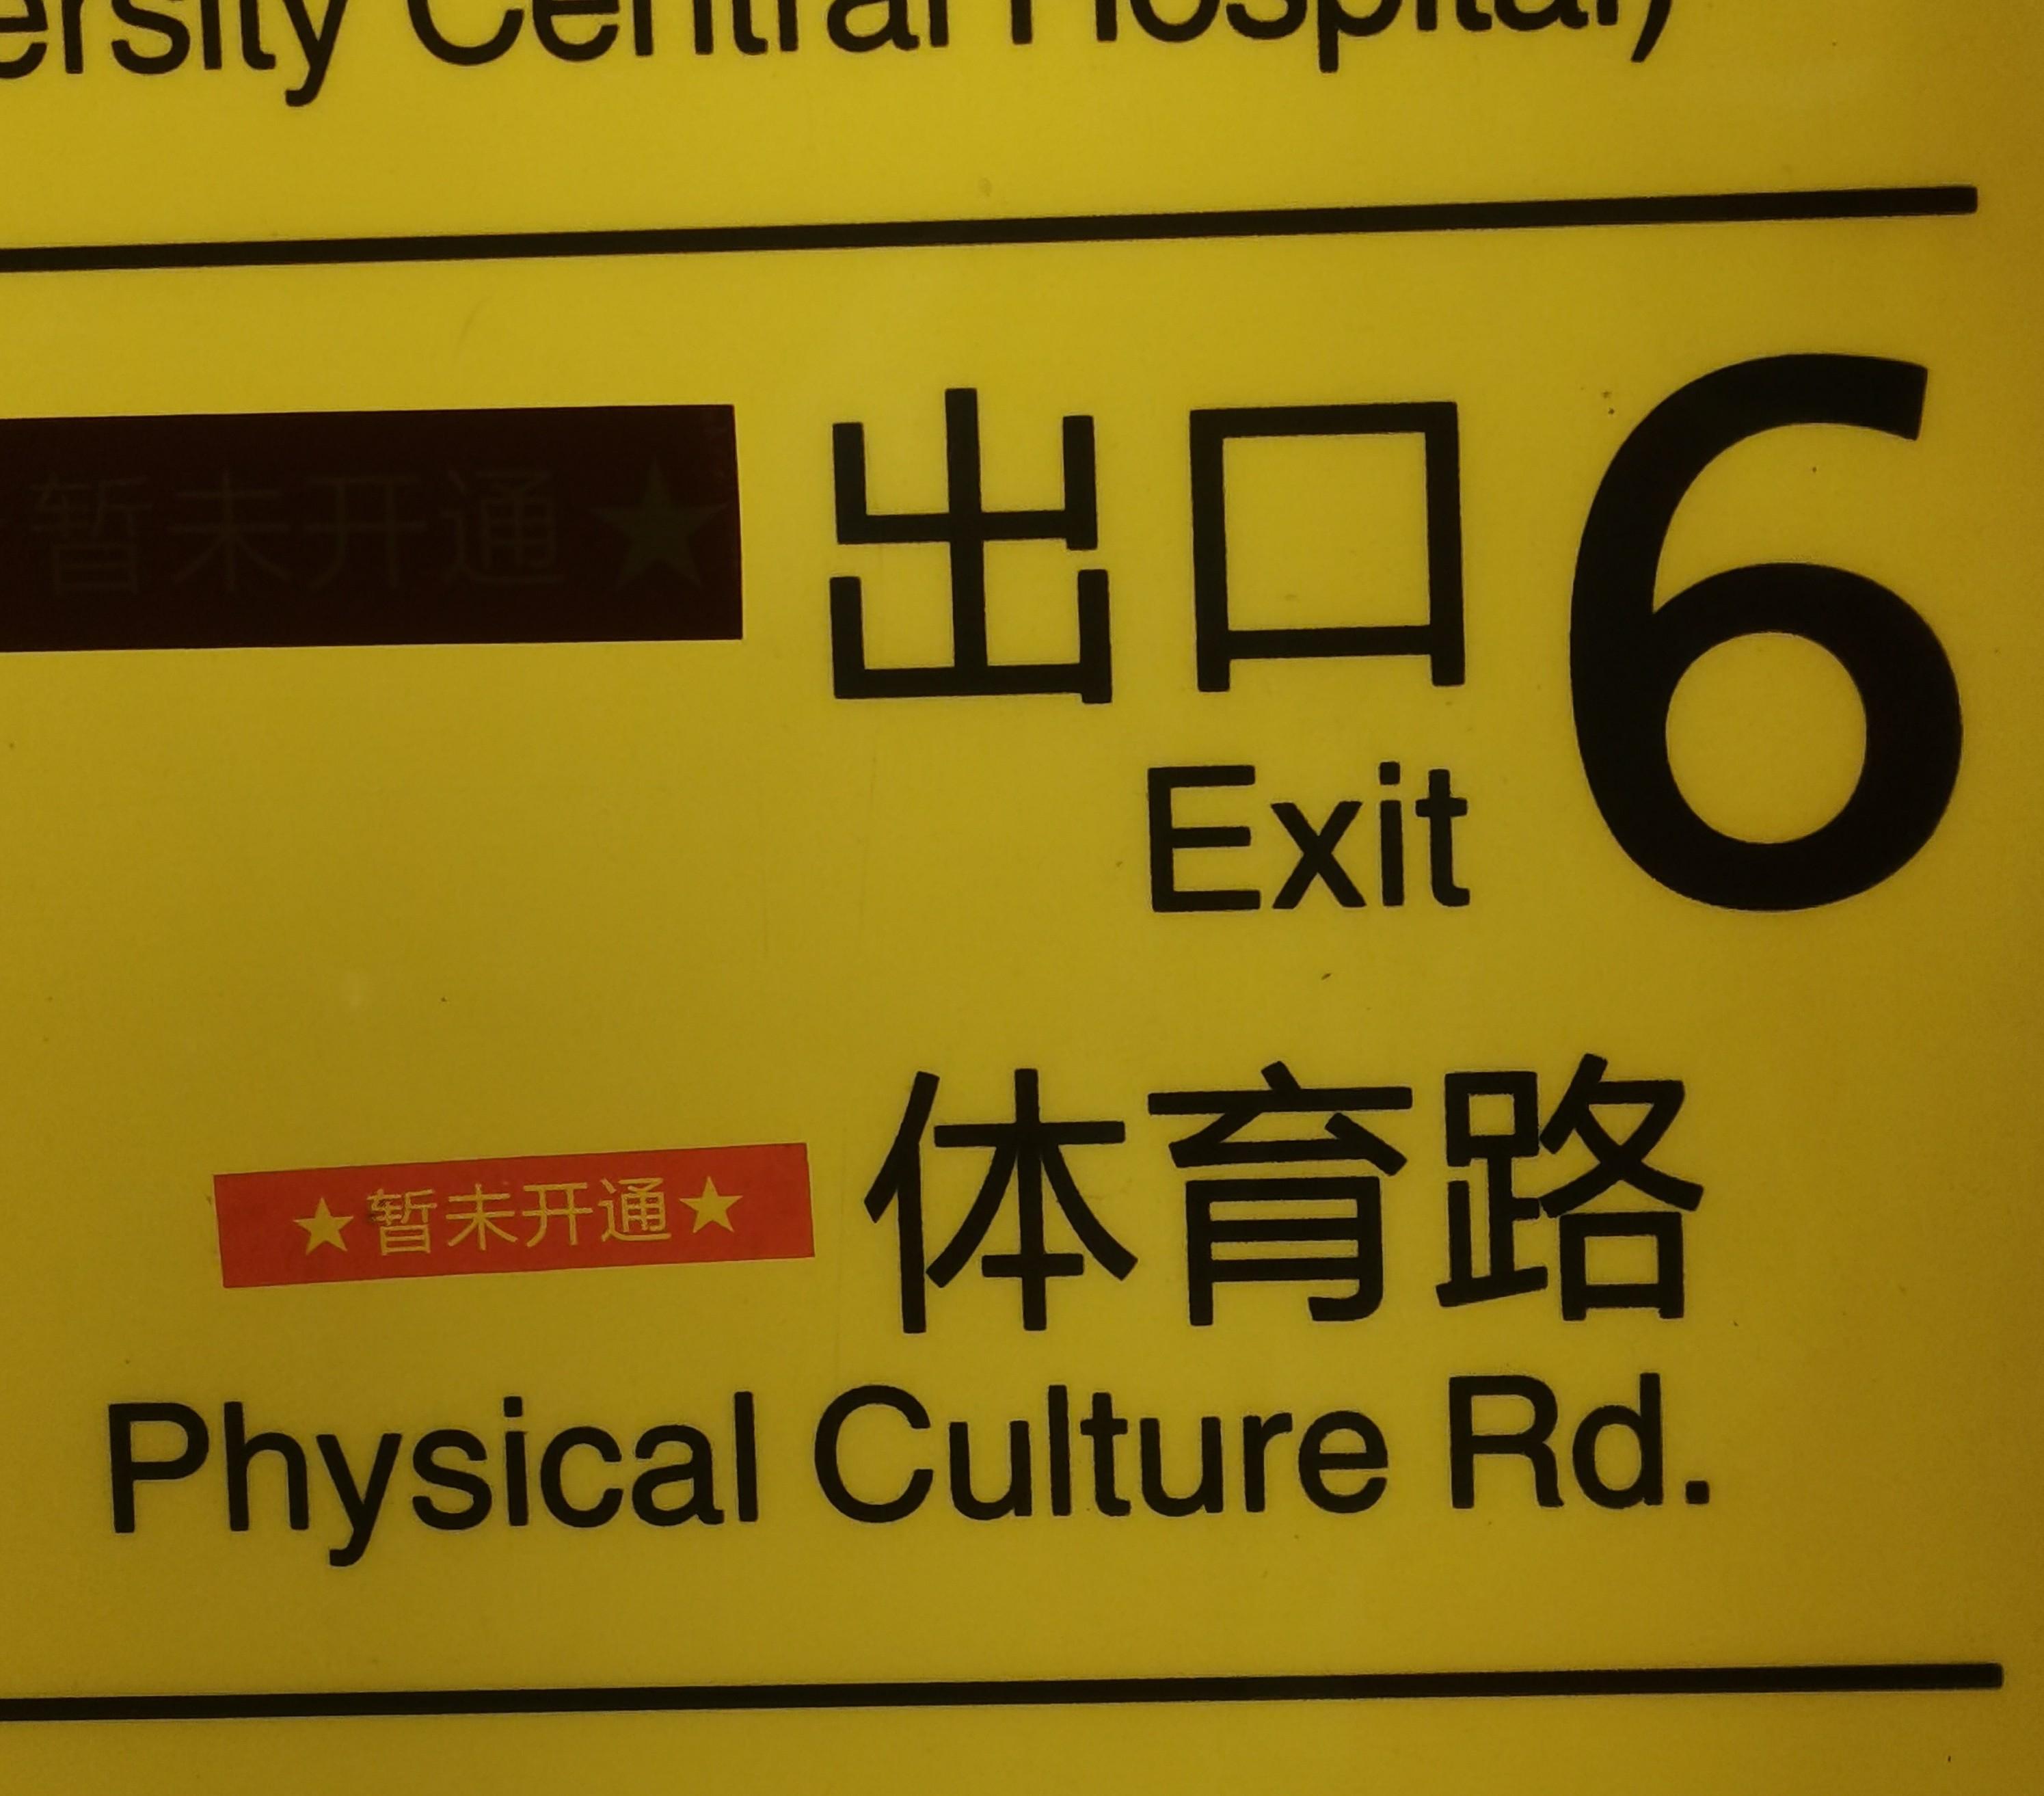 ersity Central Hospital)
暂未开通★ 出口 6
Exit
★暂未开通★ 体育路
Physical Culture Rd.